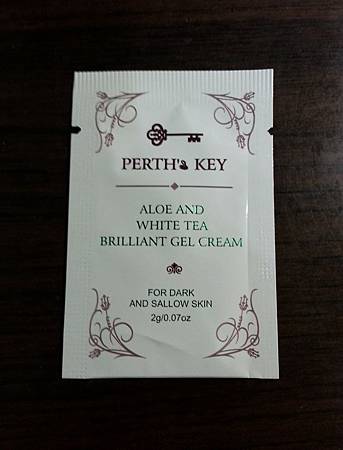 PERTH'S KEY
ALOE AND
WHITE TEA
BRILLIANT GEL CREAM
FOR DARK
AND SALLOW SKIN
2g/0.07oz